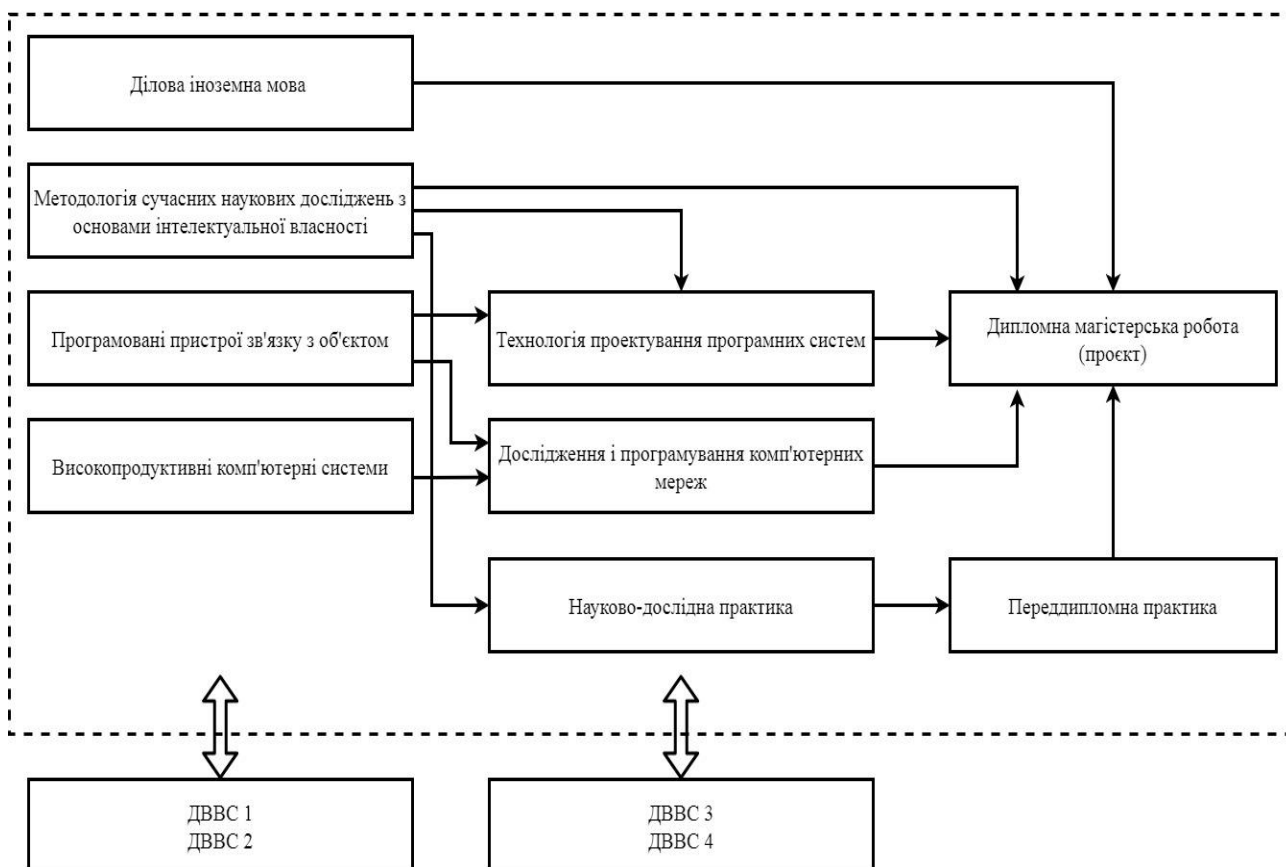 Ділова іноземна мова
Методологія сучасних наукових досліджень з
основами інтелектуальної власності
Програмовані пристрої зв'язку з об'єктом
Технологія проектування програмних систем
Дипломна магістерська робота
(проєкт)
Високопродуктивні комп'ютерні системи
Дослідження і програмування комп'ютерних
мереж
Науково-дослідна практика
Переддипломна практика
ДВВС 1
ДВВС 2
ДВВС 3
ДВВС 4